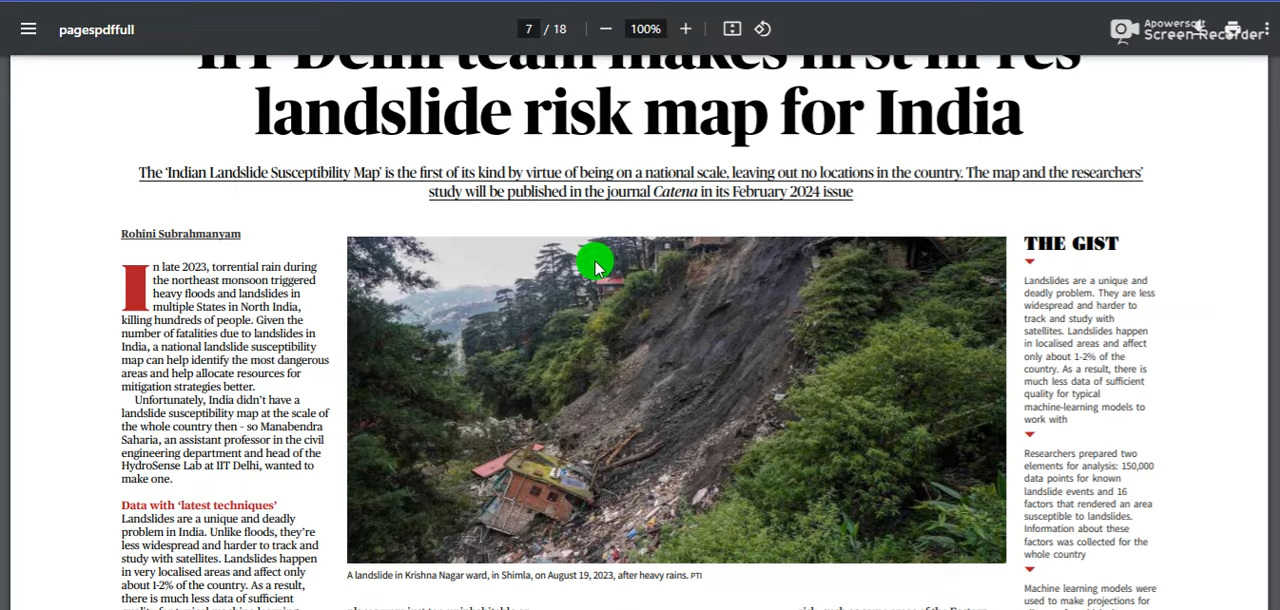 pagespdffull
7 / 18
100%
Apowersoft
Screen Recorder
IIT Delhi team makes first hi-res
landslide risk map for India
The ‘Indian Landslide Susceptibility Map’ is the first of its kind by virtue of being on a national scale, leaving out no locations in the country. The map and the researchers’
study will be published in the journal Catena in its February 2024 issue
Rohini Subrahmanyam
In late 2023, torrential rain during
the northeast monsoon triggered
heavy floods and landslides in
multiple States in North India,
killing hundreds of people. Given the
number of fatalities due to landslides in
India, a national landslide susceptibility
map can help identify the most dangerous
areas and help allocate resources for
mitigation strategies better.
Unfortunately, India didn’t have a
landslide susceptibility map at the scale of
the whole country then – so Manabendra
Saharia, an assistant professor in the civil
engineering department and head of the
HydroSense Lab at IIT Delhi, wanted to
make one.
Data with ‘latest techniques’
Landslides are a unique and deadly
problem in India. Unlike floods, they’re
less widespread and harder to track and
study with satellites. Landslides happen
in very localised areas and affect only
about 1-2% of the country. As a result,
there is much less data of sufficient
A landslide in Krishna Nagar ward, in Shimla, on August 19, 2023, after heavy rains. PTI
THE GIST
Landslides are a unique and
deadly problem. They are less
widespread and harder to
track and study with
satellites. Landslides happen
in localised areas and affect
only about 1-2% of the
country. As a result, there is
much less data of sufficient
quality for typical
machine-learning models to
work with
Researchers prepared two
elements for analysis: 150,000
data points for known
landslide events and 16
factors that rendered an area
susceptible to landslides.
Information about these
factors was collected for the
whole country
Machine learning models were
used to make projections for